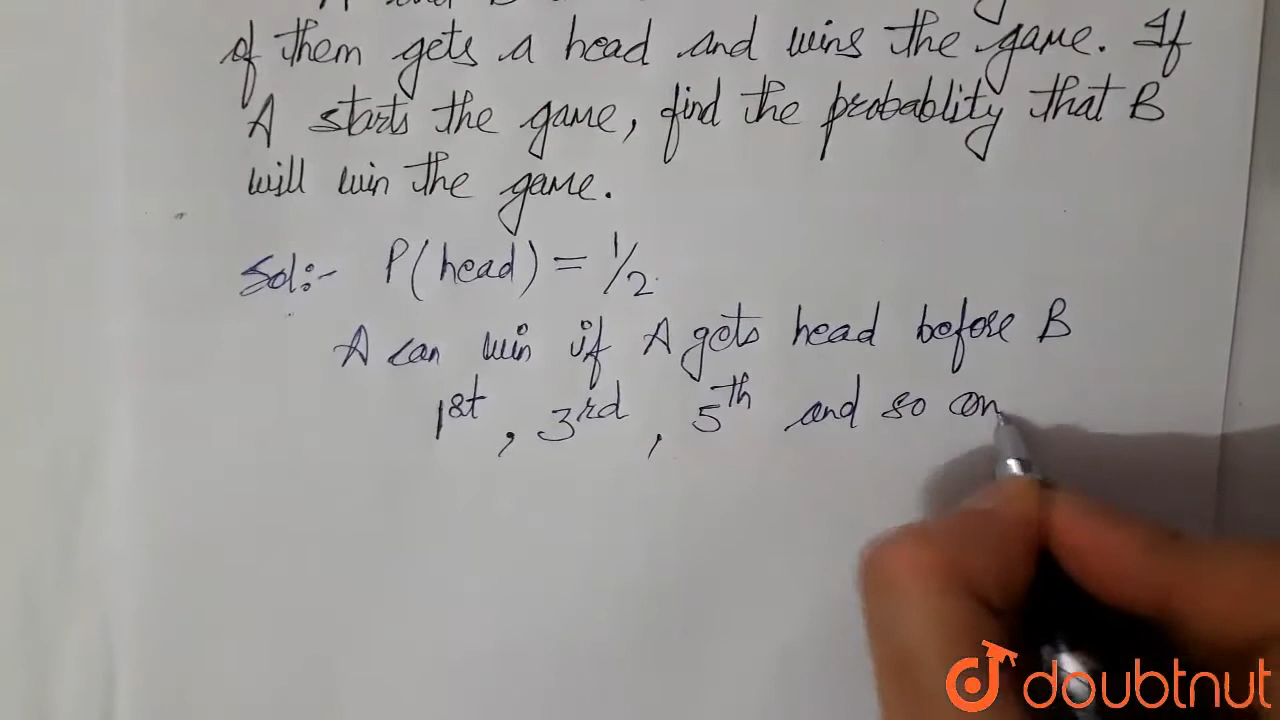 of them gets a head and wins the game. If
A starts the game, find the probablity that B
will win the game.
Sol:- P(head) = 1/2.
A can win if A gets head before B
1st, 3rd, 5th and so on
doubtnut